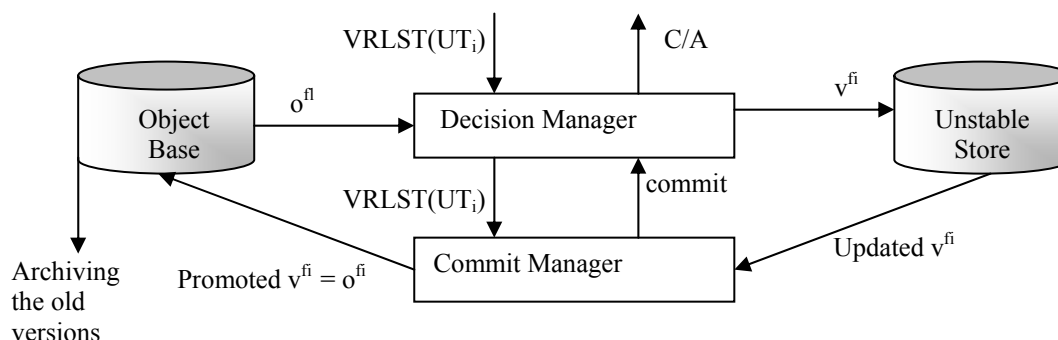 VRLST(UTᵢ)
C/A
Object
Base
oᶠˡ
Decision Manager
vᶠⁱ
Unstable
Store
VRLST(UTᵢ)
commit
Commit Manager
Updated vᶠⁱ
Promoted vᶠⁱ = oᶠⁱ
Archiving
the old
versions